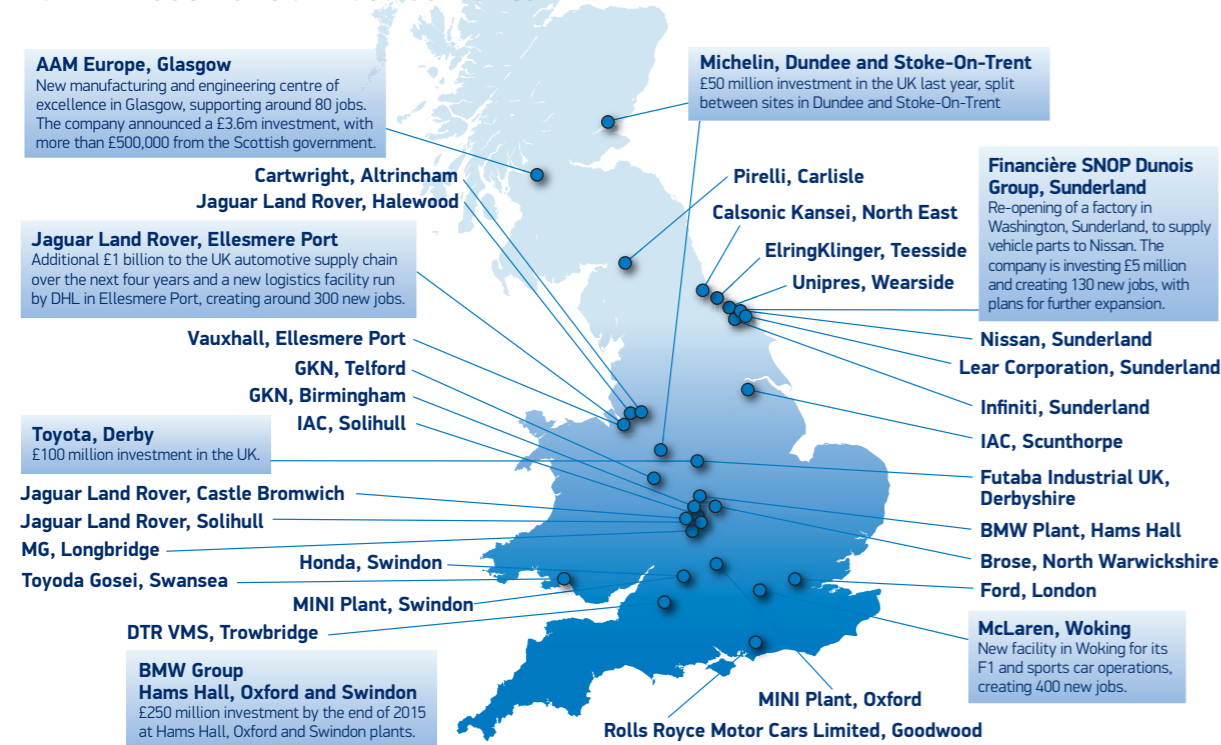 AAM Europe, Glasgow
New manufacturing and engineering centre of
excellence in Glasgow, supporting around 80 jobs.
The company announced a £3.6m investment, with
more than £500,000 from the Scottish government.
Michelin, Dundee and Stoke-On-Trent
£50 million investment in the UK last year, split
between sites in Dundee and Stoke-On-Trent
Cartwright, Altrincham
Jaguar Land Rover, Halewood
Pirelli, Carlisle
Calsonic Kansei, North East
ElringKlinger, Teesside
Unipres, Wearside
Financière SNOP Dunois
Group, Sunderland
Re-opening of a factory in
Washington, Sunderland, to supply
vehicle parts to Nissan. The
company is investing £5 million
and creating 130 new jobs, with
plans for further expansion.
Jaguar Land Rover, Ellesmere Port
Additional £1 billion to the UK automotive supply chain
over the next four years and a new logistics facility run
by DHL in Ellesmere Port, creating around 300 new jobs.
Vauxhall, Ellesmere Port
GKN, Telford
GKN, Birmingham
IAC, Solihull
Nissan, Sunderland
Lear Corporation, Sunderland
Infiniti, Sunderland
IAC, Scunthorpe
Toyota, Derby
£100 million investment in the UK.
Futaba Industrial UK,
Derbyshire
Jaguar Land Rover, Castle Bromwich
Jaguar Land Rover, Solihull
MG, Longbridge
BMW Plant, Hams Hall
Brose, North Warwickshire
Honda, Swindon
Toyoda Gosei, Swansea
Ford, London
MINI Plant, Swindon
DTR VMS, Trowbridge
McLaren, Woking
New facility in Woking for its
F1 and sports car operations,
creating 400 new jobs.
BMW Group
Hams Hall, Oxford and Swindon
£250 million investment by the end of 2015
at Hams Hall, Oxford and Swindon plants.
MINI Plant, Oxford
Rolls Royce Motor Cars Limited, Goodwood